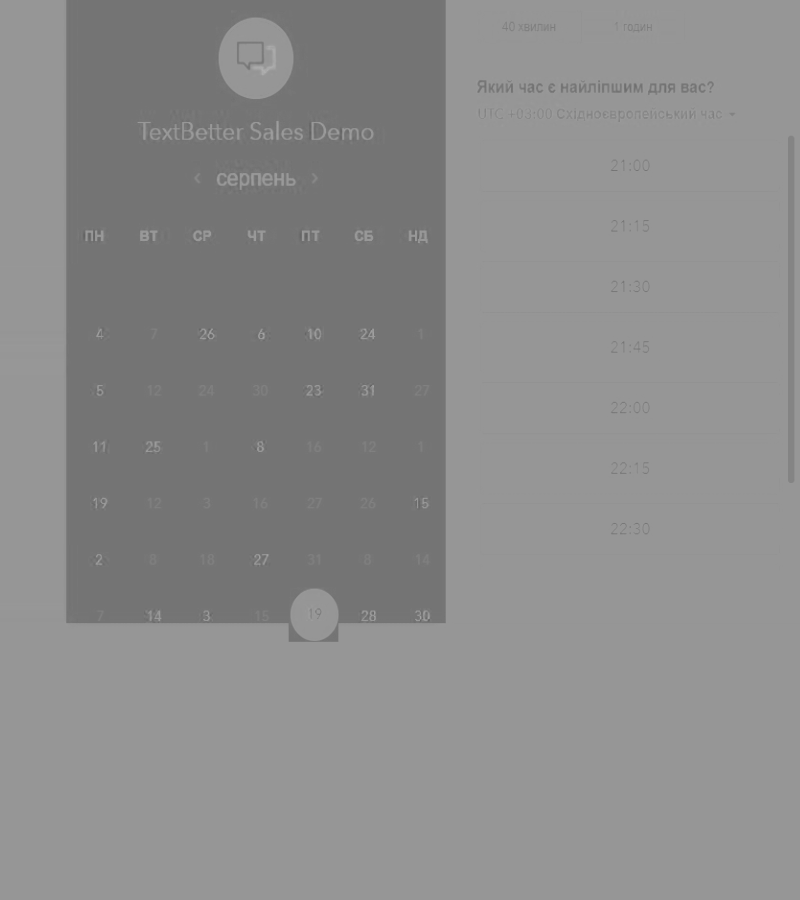 TextBetter Sales Demo
‹ серпень ›
ПН ВТ СР ЧТ ПТ СБ НД
4 7 26 6 10 24 1
5 12 24 30 23 31 27
11 25 1 8 16 12 1
19 12 3 16 27 26 15
2 8 18 27 31 8 14
7 14 3 15 19 28 30
40 хвилин 1 годин
Який час є найліпшим для вас?
UTC +03:00 Східноєвропейський час
21:00
21:15
21:30
21:45
22:00
22:15
22:30